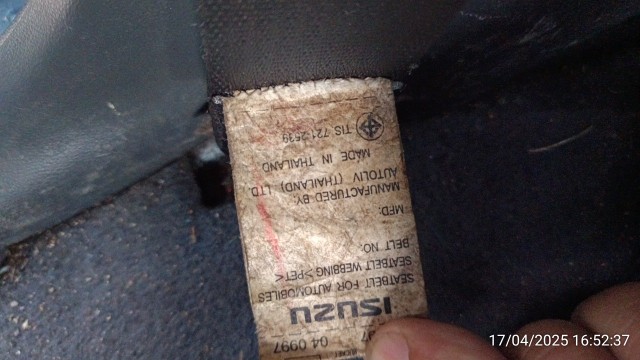 04 0997
ISUZU
SEATBELT FOR AUTOMOBILES
SEATBELT WEBBING >PET<
BELT NO.
MFD:
MANUFACTURED BY:
AUTOLIV (THAILAND) LTD.
MADE IN THAILAND
TIS 721-2539
17/04/2025 16:52:37